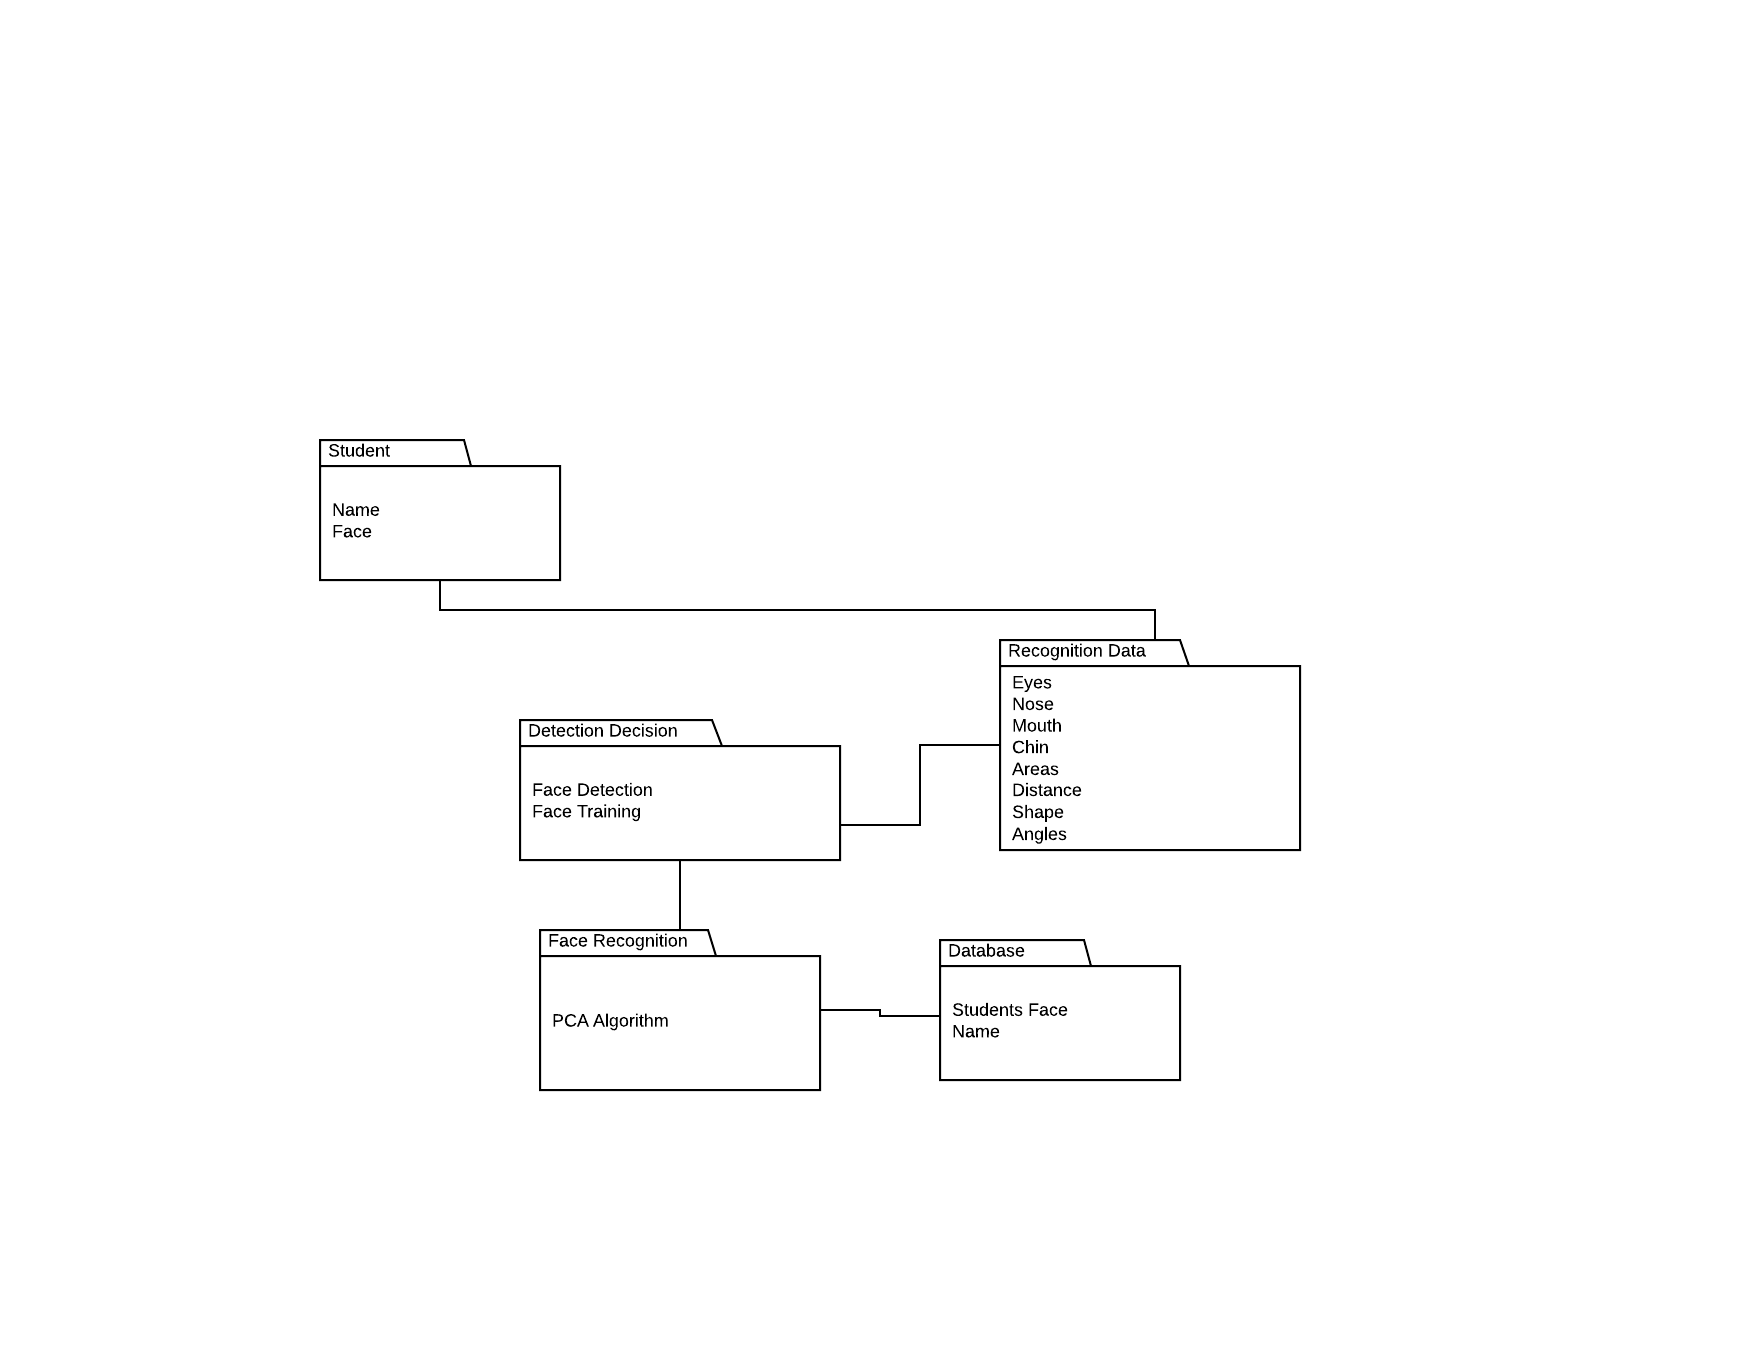 Student
Name
Face
Recognition Data
Eyes
Nose
Mouth
Chin
Areas
Distance
Shape
Angles
Detection Decision
Face Detection
Face Training
Face Recognition
PCA Algorithm
Database
Students Face
Name